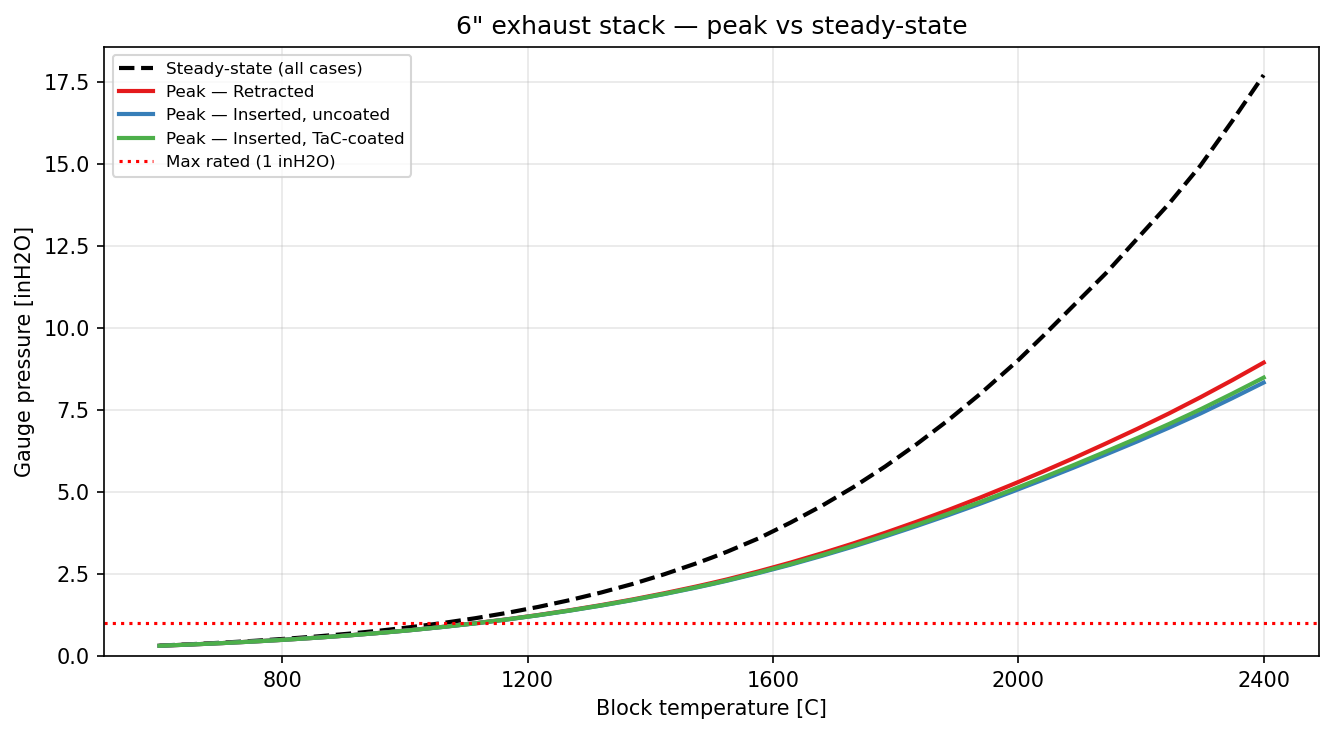 6" exhaust stack — peak vs steady-state
Steady-state (all cases)
Peak — Retracted
Peak — Inserted, uncoated
Peak — Inserted, TaC-coated
Max rated (1 inH2O)
Gauge pressure [inH2O]
17.5
15.0
12.5
10.0
7.5
5.0
2.5
0.0
800
1200
1600
2000
2400
Block temperature [C]